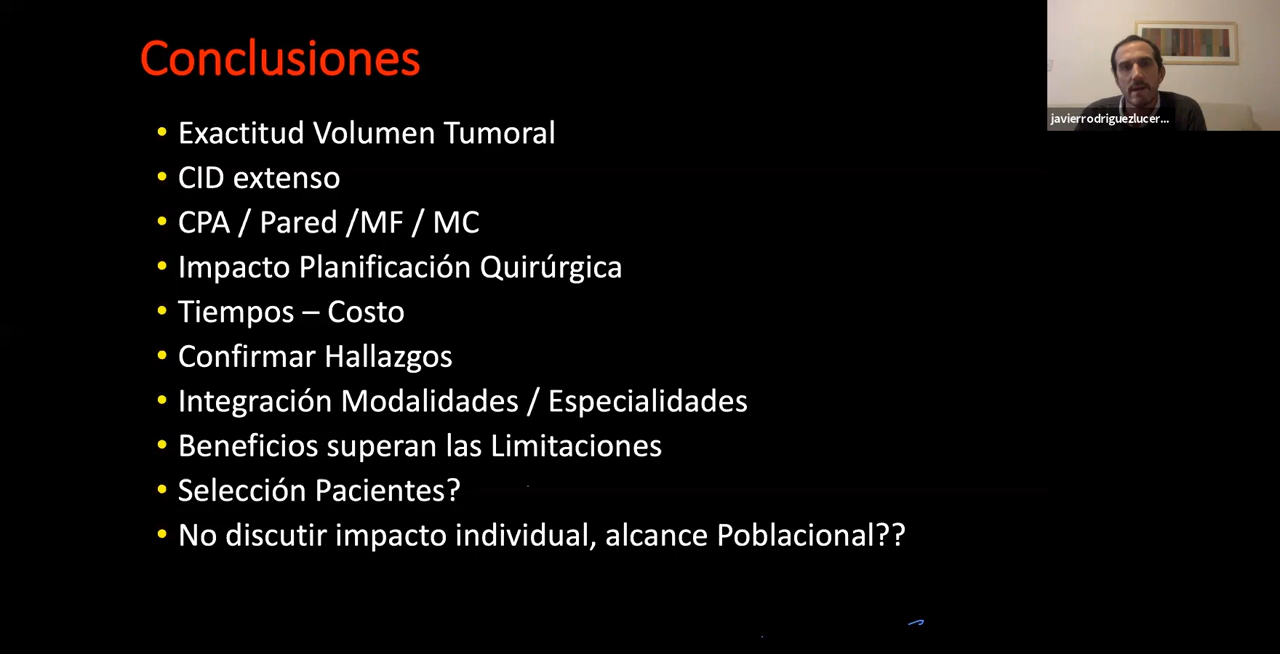 Conclusiones
• Exactitud Volumen Tumoral
• CID extenso
• CPA / Pared /MF / MC
• Impacto Planificación Quirúrgica
• Tiempos – Costo
• Confirmar Hallazgos
• Integración Modalidades / Especialidades
• Beneficios superan las Limitaciones
• Selección Pacientes?
• No discutir impacto individual, alcance Poblacional??
javierrodriguezlucer...